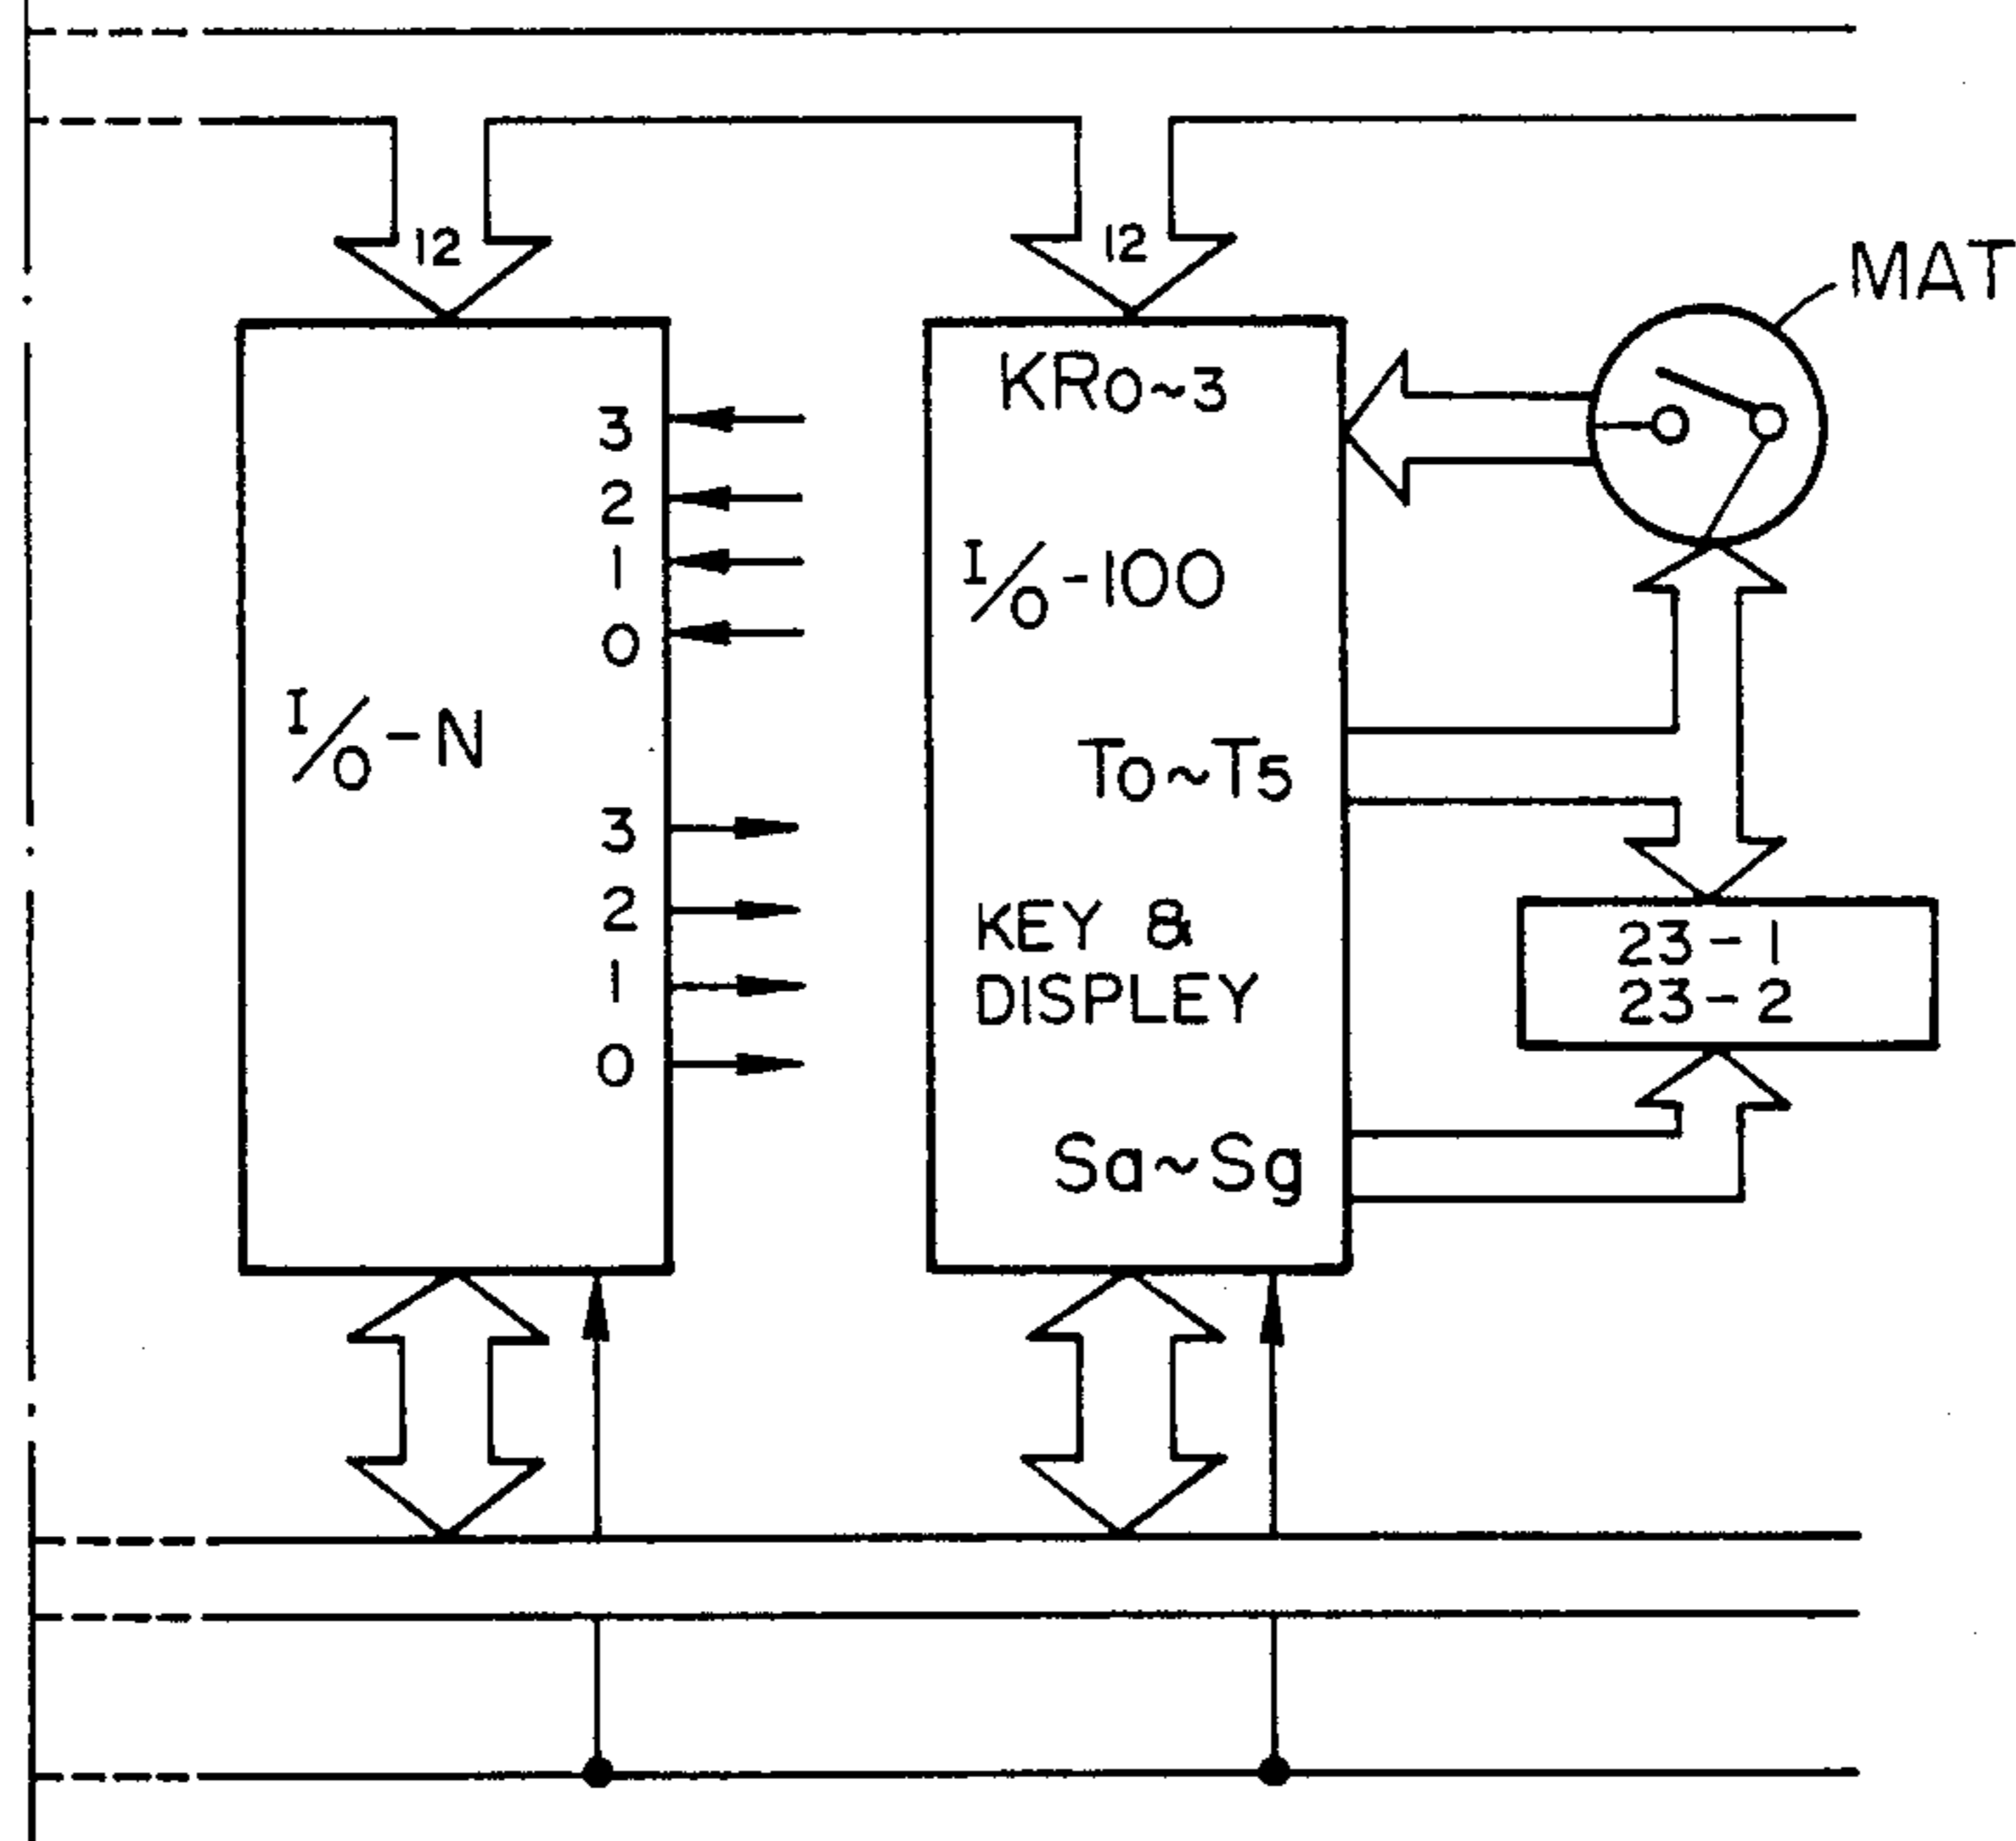 12
12
MAT
3
2
1
0
I/O-N
3
2
1
0
KR0~3
I/O-100
T0~T5
KEY &
DISPLEY
Sa~Sg
23-1
23-2